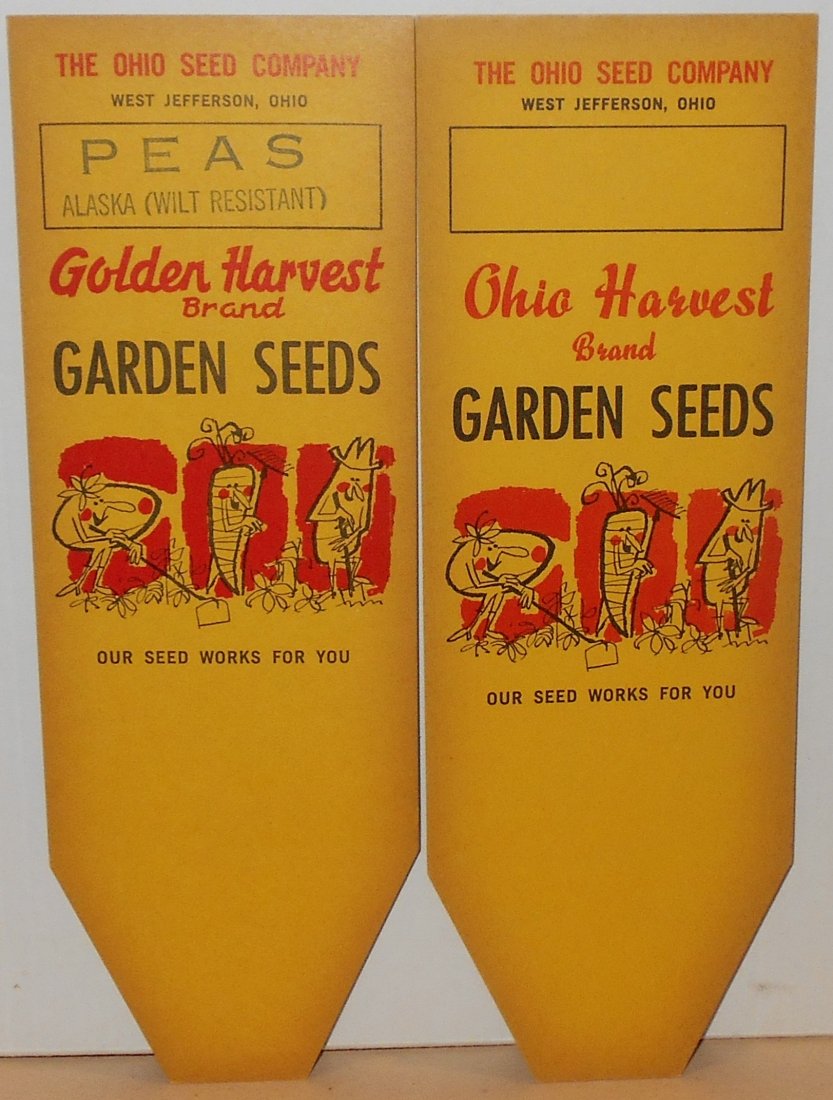 THE OHIO SEED COMPANY
WEST JEFFERSON, OHIO
PEAS
ALASKA (WILT RESISTANT)
Golden Harvest
Brand
GARDEN SEEDS
OUR SEED WORKS FOR YOU
THE OHIO SEED COMPANY
WEST JEFFERSON, OHIO
Ohio Harvest
Brand
GARDEN SEEDS
OUR SEED WORKS FOR YOU